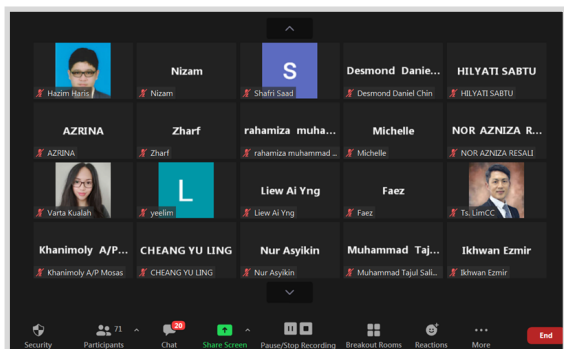 S
Nizam
Desmond Danie...
HILYATI SABTU
Hazim Haris
Nizam
Shafri Saad
Desmond Daniel Chin
HILYATI SABTU
AZRINA
Zharf
rahamiza muha...
Michelle
NOR AZNIZA R...
AZRINA
Zharf
rahamiza muhammad ...
Michelle
NOR AZNIZA RESALI
L
Liew Ai Yng
Faez
Varta Kualah
yeelim
Liew Ai Yng
Faez
Ts. LimCC
Khanimoly A/P...
CHEANG YU LING
Nur Asyikin
Muhammad Taj...
Ikhwan Ezmir
Khanimoly A/P Mosas
CHEANG YU LING
Nur Asyikin
Muhammad Tajul Sali...
Ikhwan Ezmir
71
20
Security
Participants
Chat
Share Screen
Pause/Stop Recording
Breakout Rooms
Reactions
More
End